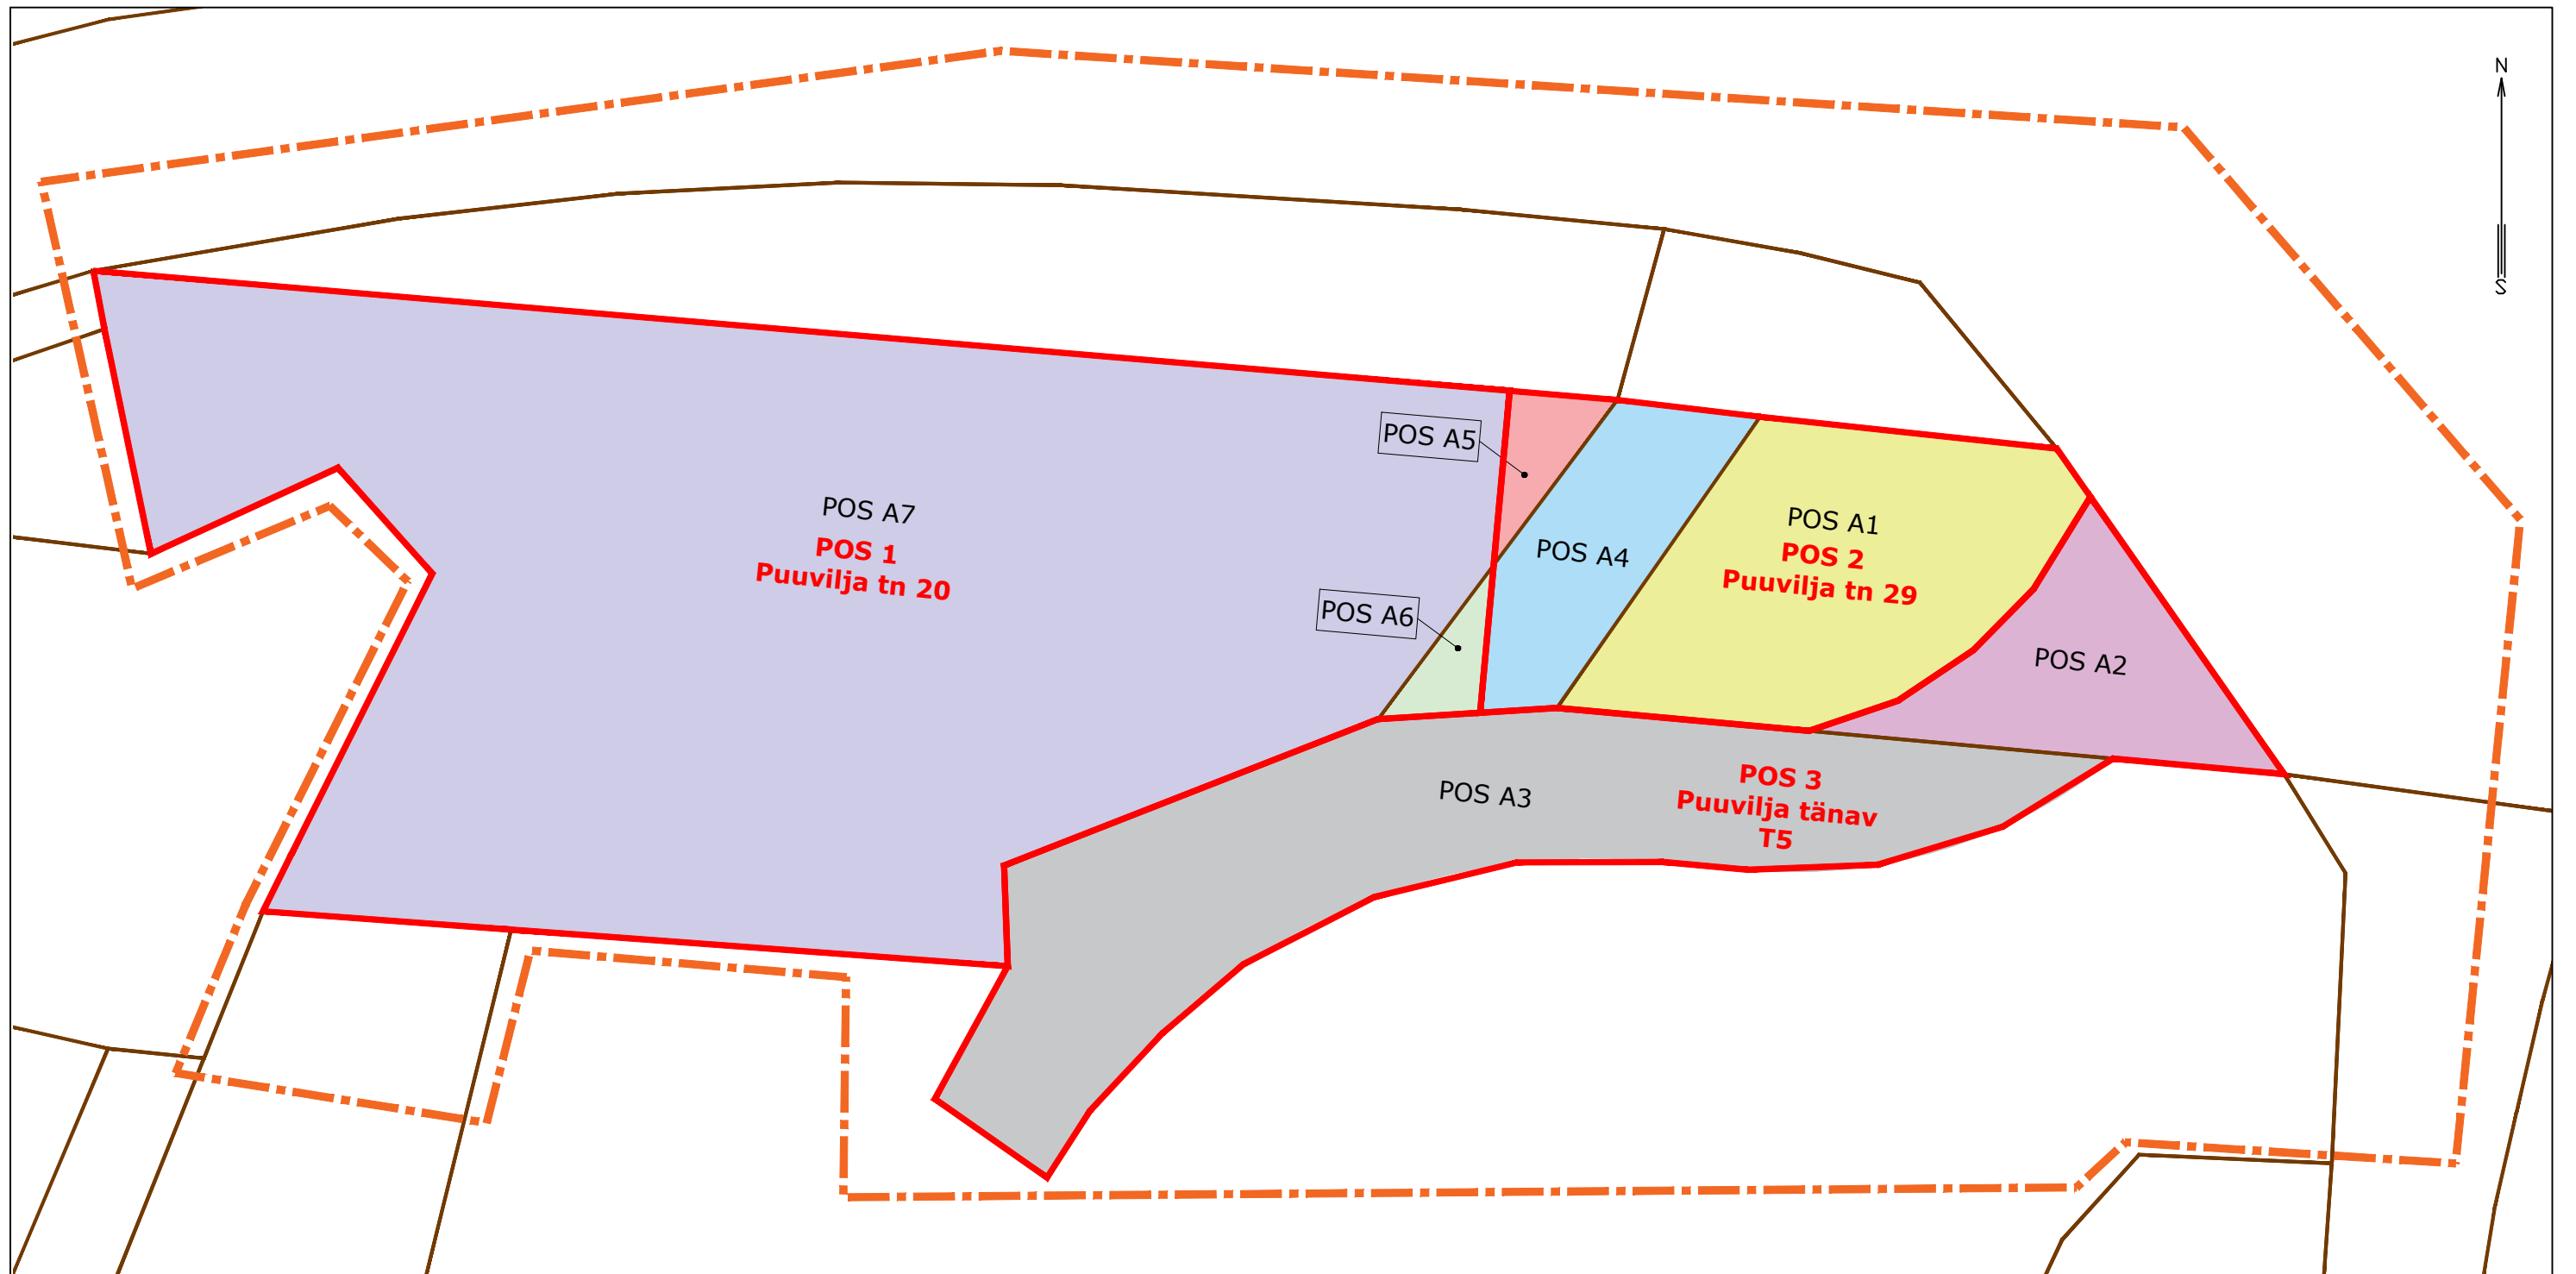 N
S
POS A5
POS A7
POS 1
Puuvilja tn 20
POS A1
POS 2
Puuvilja tn 29
POS A4
POS A6
POS A2
POS A3
POS 3
Puuvilja tänav
T5